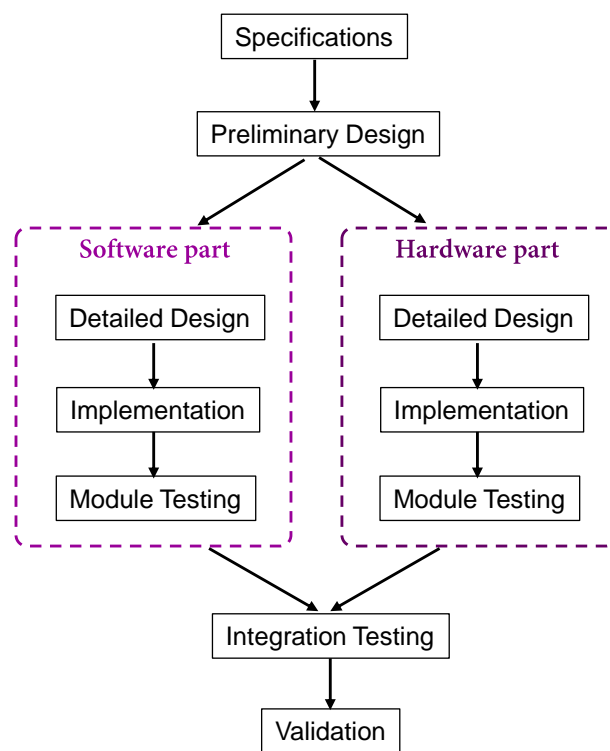 Specifications
Preliminary Design
Software part
Detailed Design
Implementation
Module Testing
Hardware part
Detailed Design
Implementation
Module Testing
Integration Testing
Validation